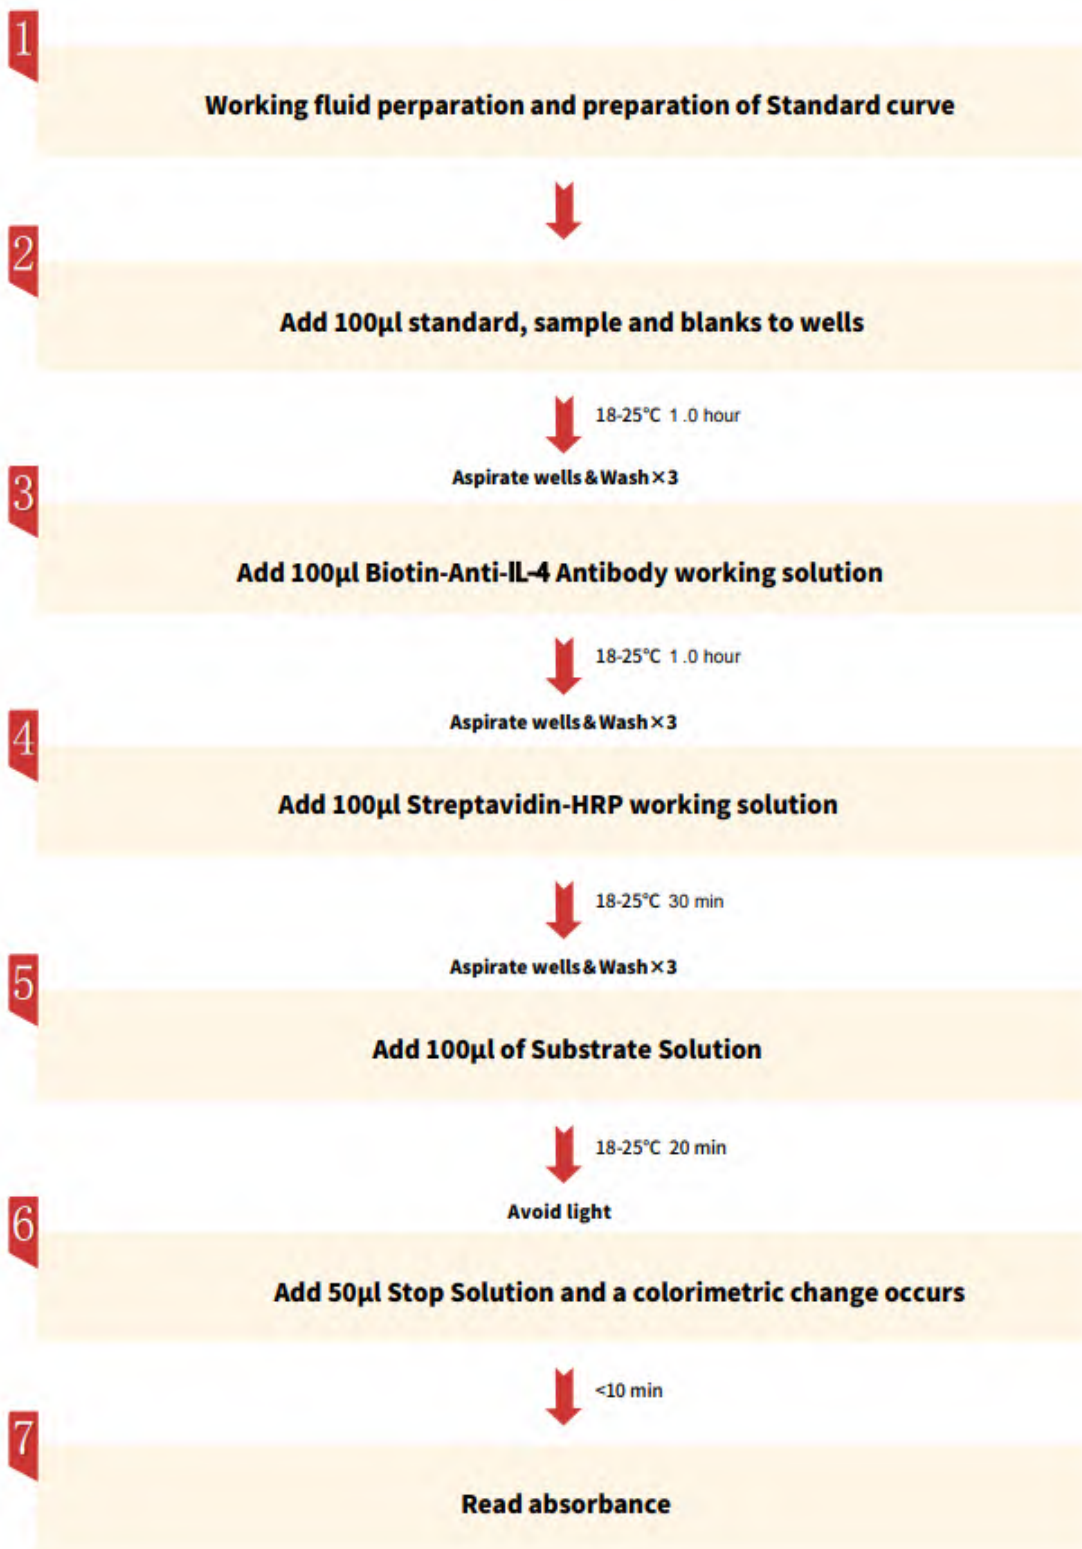 1
Working fluid perparation and preparation of Standard curve
2
Add 100μl standard, sample and blanks to wells
18-25°C 1.0 hour
Aspirate wells&Wash×3
3
Add 100μl Biotin-Anti-IL-4 Antibody working solution
18-25°C 1.0 hour
Aspirate wells&Wash×3
4
Add 100μl Streptavidin-HRP working solution
18-25°C 30 min
Aspirate wells&Wash×3
5
Add 100μl of Substrate Solution
18-25°C 20 min
Avoid light
6
Add 50μl Stop Solution and a colorimetric change occurs
<10 min
7
Read absorbance